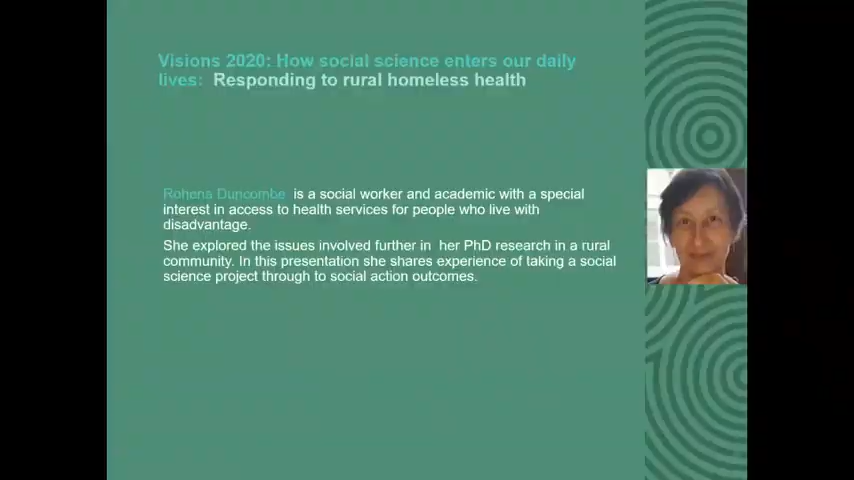 Visions 2020: How social science enters our daily
lives:  Responding to rural homeless health
Rohena Duncombe  is a social worker and academic with a special
interest in access to health services for people who live with
disadvantage.
She explored the issues involved further in  her PhD research in a rural
community. In this presentation she shares experience of taking a social
science project through to social action outcomes.